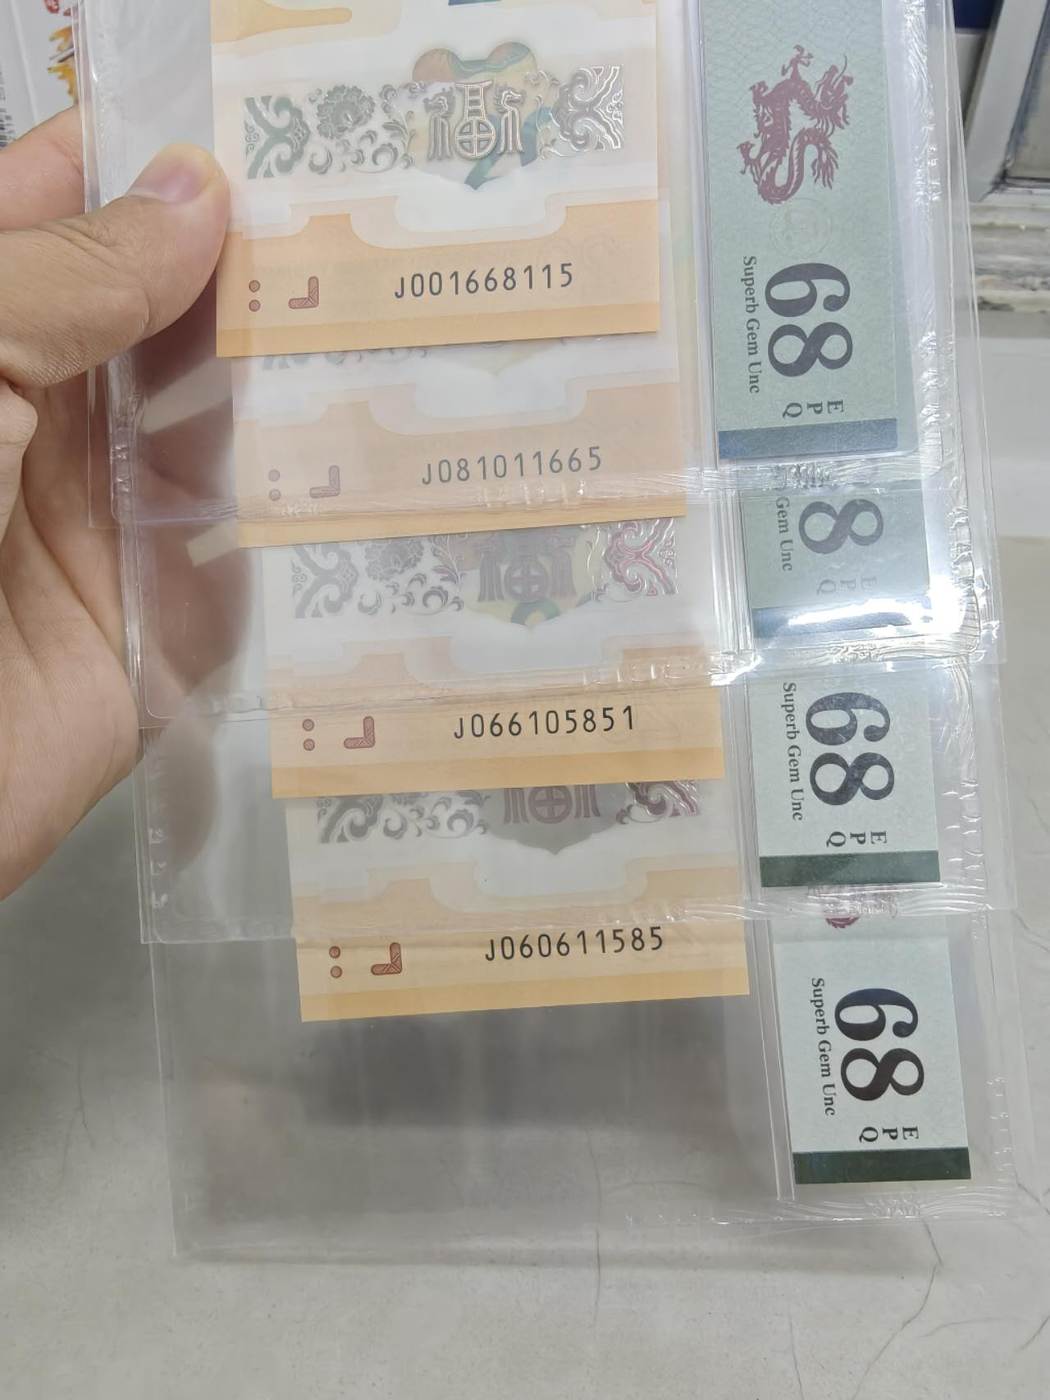 福
J001668115
68
EPQ
Superb Gem Unc
J081011665
8
EP
Gem Unc
福
J066105851
68
EPQ
Superb Gem Unc
J060611585
68
EPQ
Superb Gem Unc